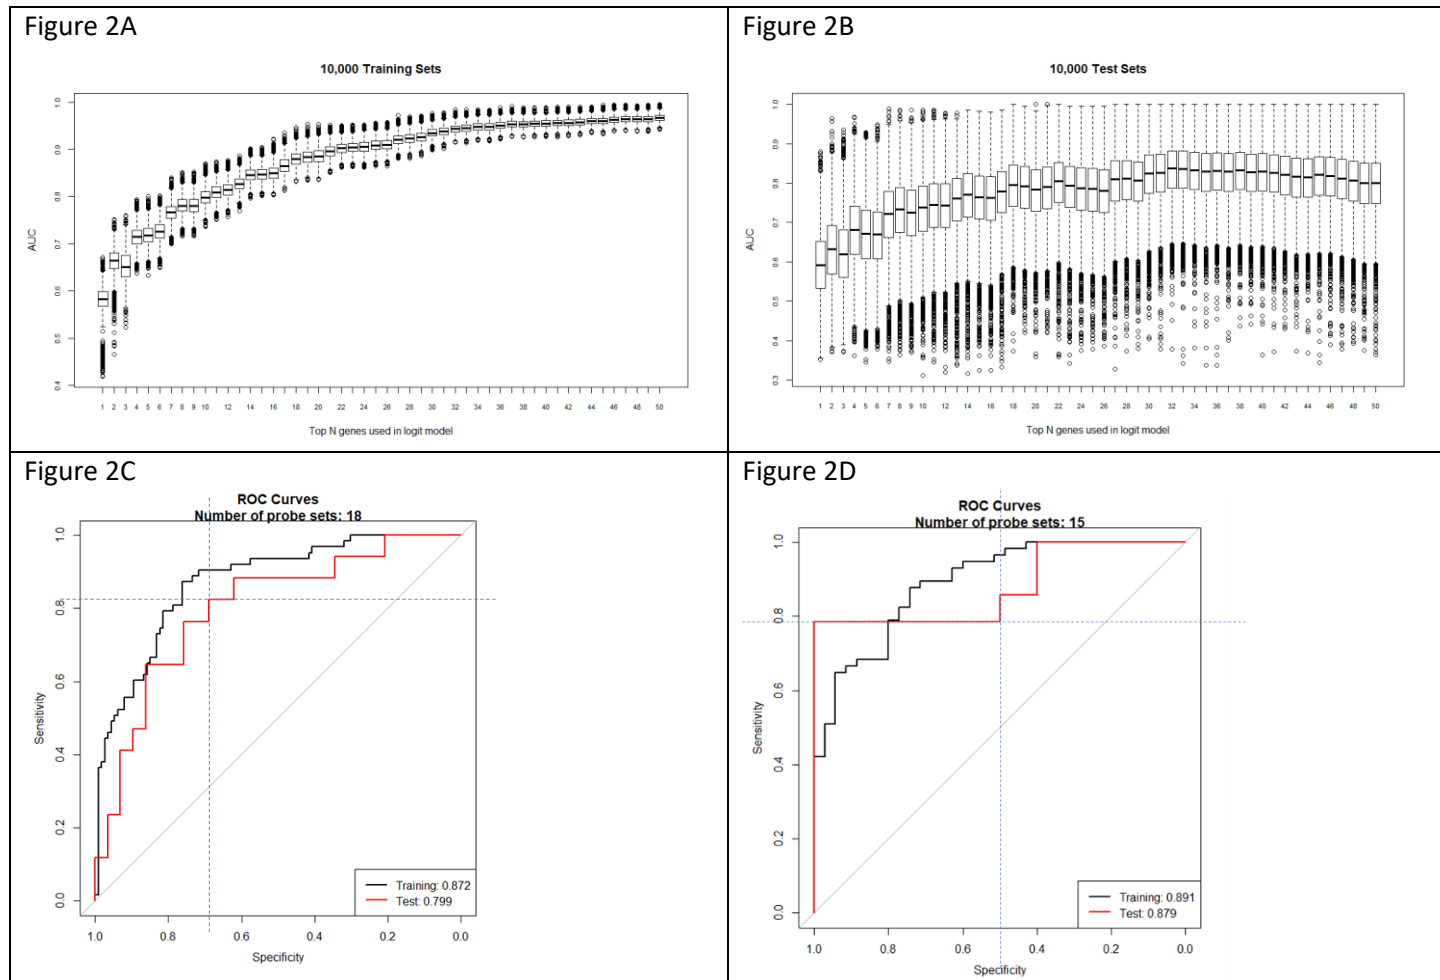 Figure 2A
10,000 Training Sets
AUC
1.0
0.9
0.8
0.7
0.6
0.5
0.4
1 2 3 4 5 6 7 8 9 10 12 14 16 18 20 22 24 26 28 30 32 34 36 38 40 42 44 46 48 50
Top N genes used in logit model
Figure 2B
10,000 Test Sets
AUC
1.0
0.9
0.8
0.7
0.6
0.5
0.4
0.3
1 2 3 4 5 6 7 8 9 10 12 14 16 18 20 22 24 26 28 30 32 34 36 38 40 42 44 46 48 50
Top N genes used in logit model
Figure 2C
ROC Curves
Number of probe sets: 18
Sensitivity
1.0
0.8
0.6
0.4
0.2
0.0
Training: 0.872
Test: 0.799
1.0 0.8 0.6 0.4 0.2 0.0
Specificity
Figure 2D
ROC Curves
Number of probe sets: 15
Sensitivity
1.0
0.8
0.6
0.4
0.2
0.0
Training: 0.891
Test: 0.879
1.0 0.8 0.6 0.4 0.2 0.0
Specificity